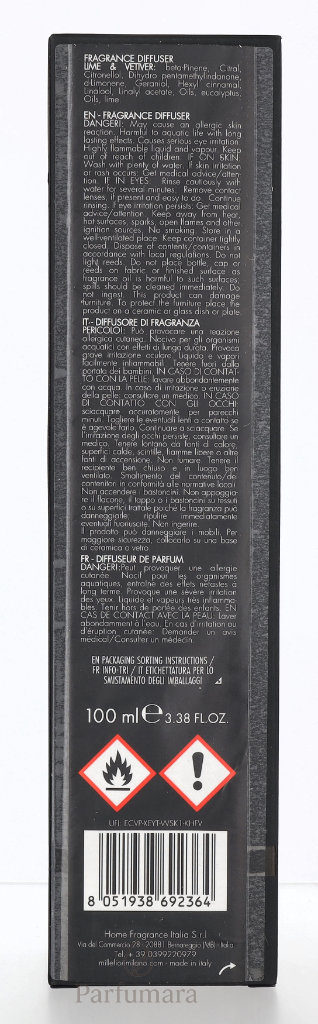 FRAGRANCE DIFFUSER
LIME & VETIVER: beta-Pinene, Citral,
Citronellol, Dihydro pentamethylindanone,
d-Limonene, Geraniol, Hexyl cinnamal,
Linalool, Linalyl acetate, Oils, eucalyptus,
Oils, lime
EN - FRAGRANCE DIFFUSER
DANGER!: May cause an allergic skin
reaction. Harmful to aquatic life with long
lasting effects. Causes serious eye irritation.
Highly flammable liquid and vapour. Keep
out of reach of children. IF ON SKIN:
Wash with plenty of water. If skin irritation
or rash occurs: Get medical advice/atten-
tion. IF IN EYES: Rinse cautiously with
water for several minutes. Remove contact
lenses, if present and easy to do. Continue
rinsing. If eye irritation persists: Get medical
advice/attention. Keep away from heat,
hot surfaces, sparks, open flames and other
ignition sources. No smoking. Store in a
well-ventilated place. Keep container tightly
closed. Dispose of contents/containers in
accordance with local regulations. Do not
light reeds. Do not place bottle, cap or
reeds on fabric or finished surface as
fragrance oil is harmful to such surfaces,
spills should be cleaned immediately. Do
not ingest. This product can damage
furniture. To protect the furniture place the
product on a ceramic or glass dish or plate.
IT - DIFFUSORE DI FRAGRANZA
PERICOLO!: Può provocare una reazione
allergica cutanea. Nocivo per gli organismi
acquatici con effetti di lunga durata. Provoca
grave irritazione oculare. Liquido e vapori
facilmente infiammabili. Tenere fuori dalla
portata dei bambini. IN CASO DI CONTAT-
TO CON LA PELLE: lavare abbondantemente
con acqua. In caso di irritazione o eruzione
della pelle: consultare un medico. IN CASO
DI CONTATTO CON GLI OCCHI:
sciacquare accuratamente per parecchi
minuti. Togliere le eventuali lenti a contatto se
è agevole farlo. Continuare a sciacquare. Se
l'irritazione degli occhi persiste, consultare un
medico. Tenere lontano da fonti di calore,
superfici calde, scintille, fiamme libere o altre
fonti di accensione. Non fumare. Tenere il
recipiente ben chiuso e in luogo ben
ventilato. Smaltimento del contenuto/dei
contenitori in conformità alle normative locali.
Non accendere i bastoncini. Non appoggia-
re il flacone, il tappo o i bastoncini su tessuti
o su superfici trattate poiché la fragranza può
danneggiarle: ripulire immediatamente
eventuali fuoriuscite. Non ingerire.
Il prodotto può danneggiare i mobili. Per
maggiore sicurezza, collocarlo su una base
di ceramica o vetro.
FR - DIFFUSEUR DE PARFUM
DANGER!:Peut provoquer une allergie
cutanée. Nocif pour les organismes
aquatiques, entraîne des effets néfastes à
long terme. Provoque une sévère irritation
des yeux. Liquide et vapeurs très inflamma-
bles. Tenir hors de portée des enfants. EN
CAS DE CONTACT AVEC LA PEAU: Laver
abondamment à l'eau. En cas d'irritation ou
d'éruption cutanée: Demander un avis
médical/Consulter un médecin.
EN PACKAGING SORTING INSTRUCTIONS /
FR INFO-TRI / IT ETICHETTATURA PER LO
SMISTAMENTO DEGLI IMBALLAGGI
100 ml ℮ 3.38 FL.OZ.
8 051938 692364
Home Fragrance Italia S.r.l.
Via del Commercio 28 - 20881 Bernareggio (MB) - Italia
Tel. + 39 0399220979
millefiorimilano.com - made in Italy
Parfumara